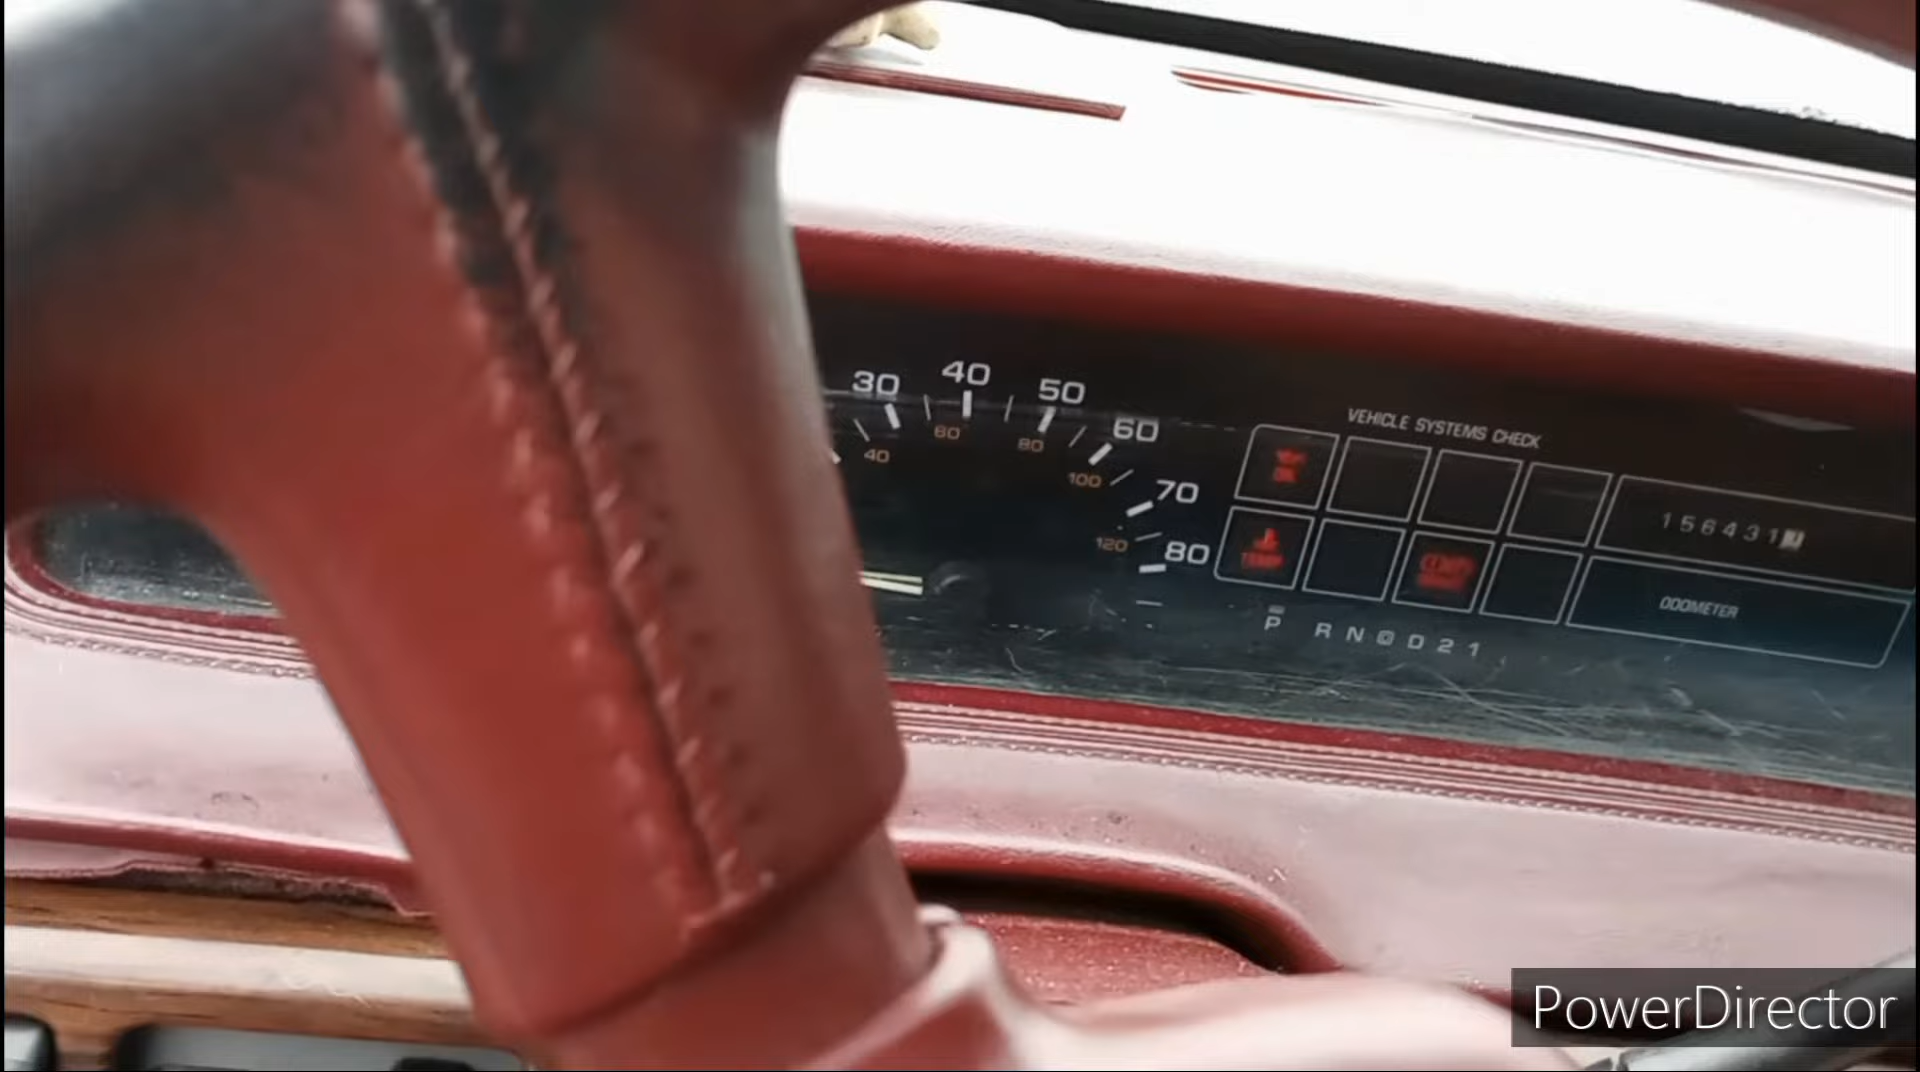 30 40 50 60 70 80
40 60 80 100 120
VEHICLE SYSTEMS CHECK
OIL
TEMP
156431
ODOMETER
P R N D D 2 1
PowerDirector